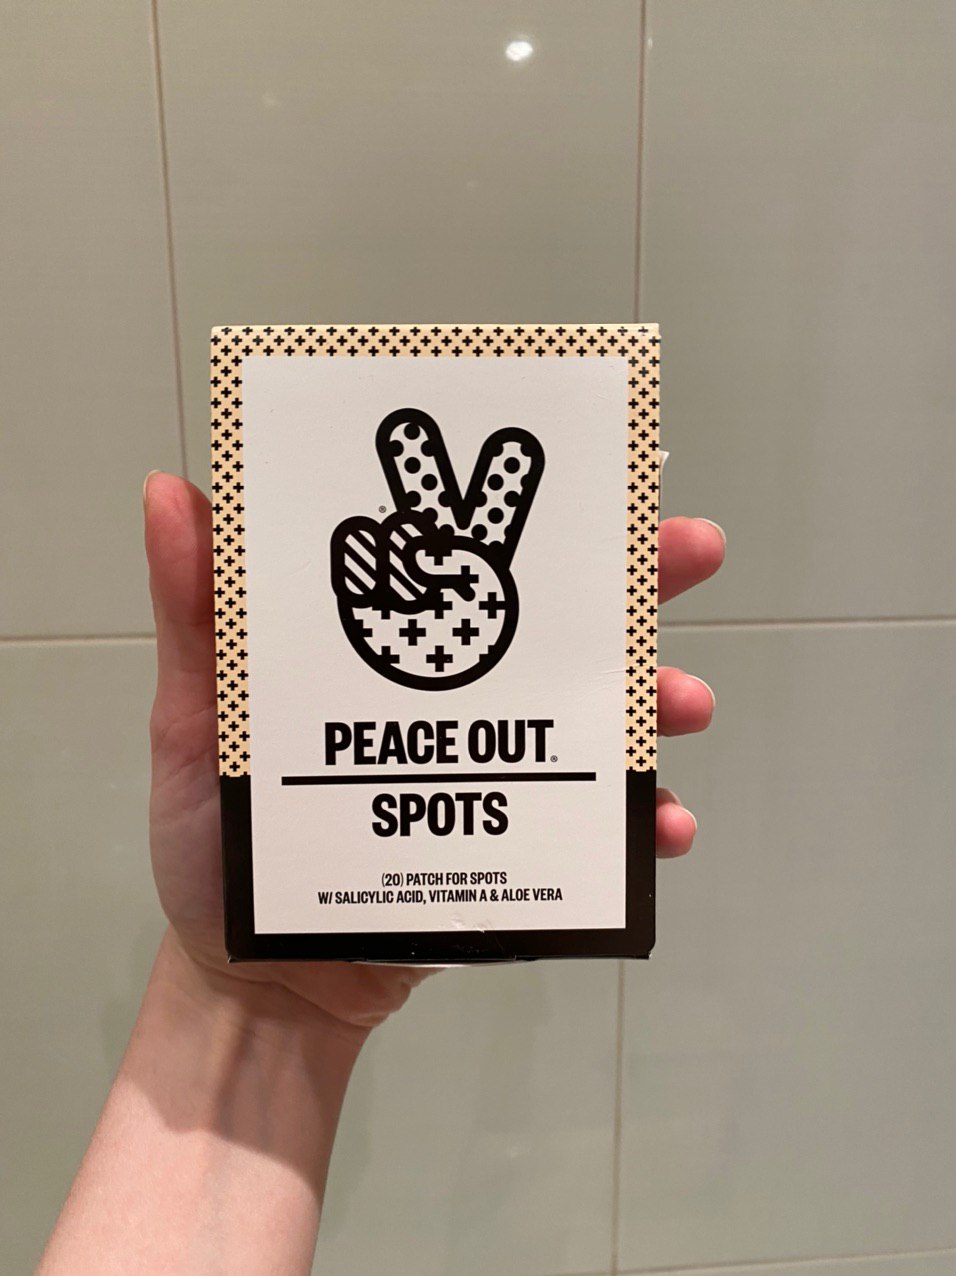 ®
PEACE OUT®
SPOTS
(20) PATCH FOR SPOTS
W/ SALICYLIC ACID, VITAMIN A & ALOE VERA